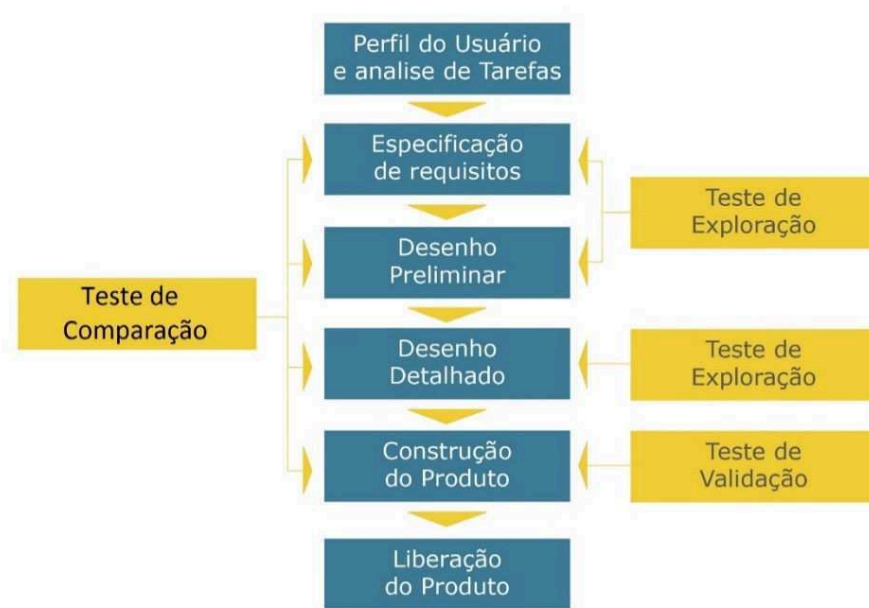 Perfil do Usuário
e analise de Tarefas
Especificação
de requisitos
Teste de
Exploração
Desenho
Preliminar
Teste de
Comparação
Desenho
Detalhado
Teste de
Exploração
Construção
do Produto
Teste de
Validação
Liberação
do Produto